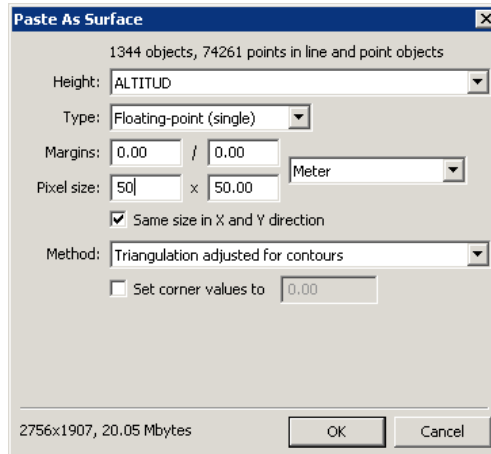 Paste As Surface
1344 objects, 74261 points in line and point objects
Height: ALTITUD
Type: Floating-point (single)
Margins: 0.00 / 0.00
Meter
Pixel size: 50 x 50.00
Same size in X and Y direction
Method: Triangulation adjusted for contours
Set corner values to 0.00
2756x1907, 20.05 Mbytes OK Cancel